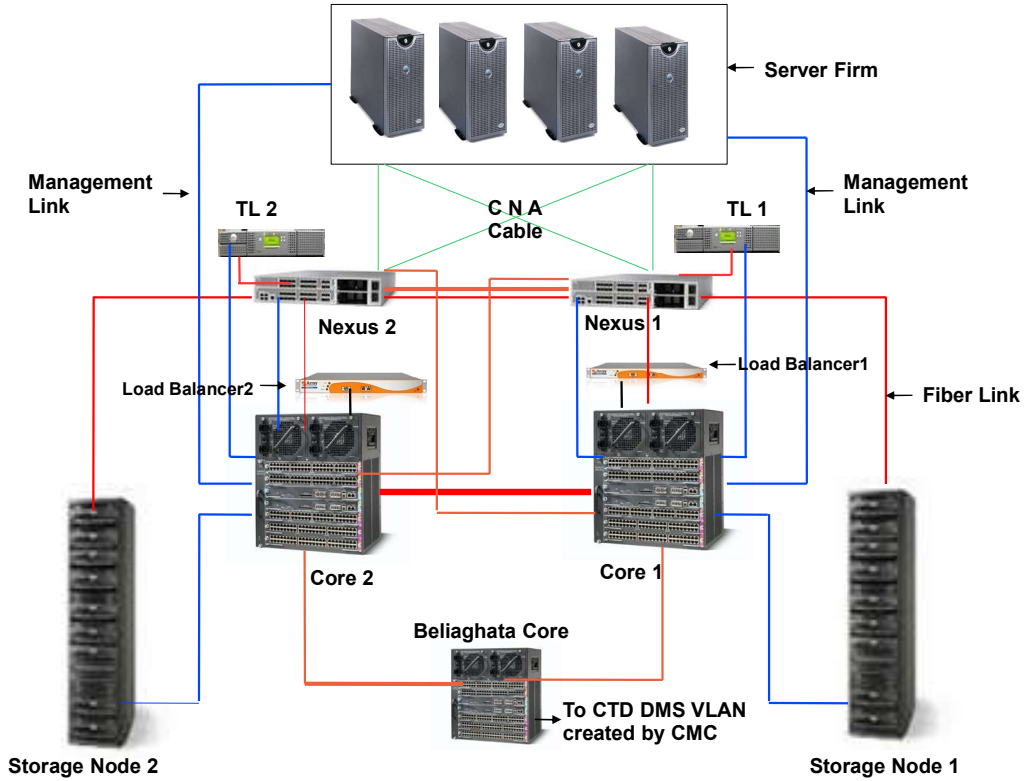 Server Firm
Management
Link
Management
Link
TL 2
C N A
Cable
TL 1
Nexus 2
Nexus 1
Load Balancer2
Load Balancer1
Fiber Link
Core 2
Core 1
Beliaghata Core
To CTD DMS VLAN
created by CMC
Storage Node 2
Storage Node 1